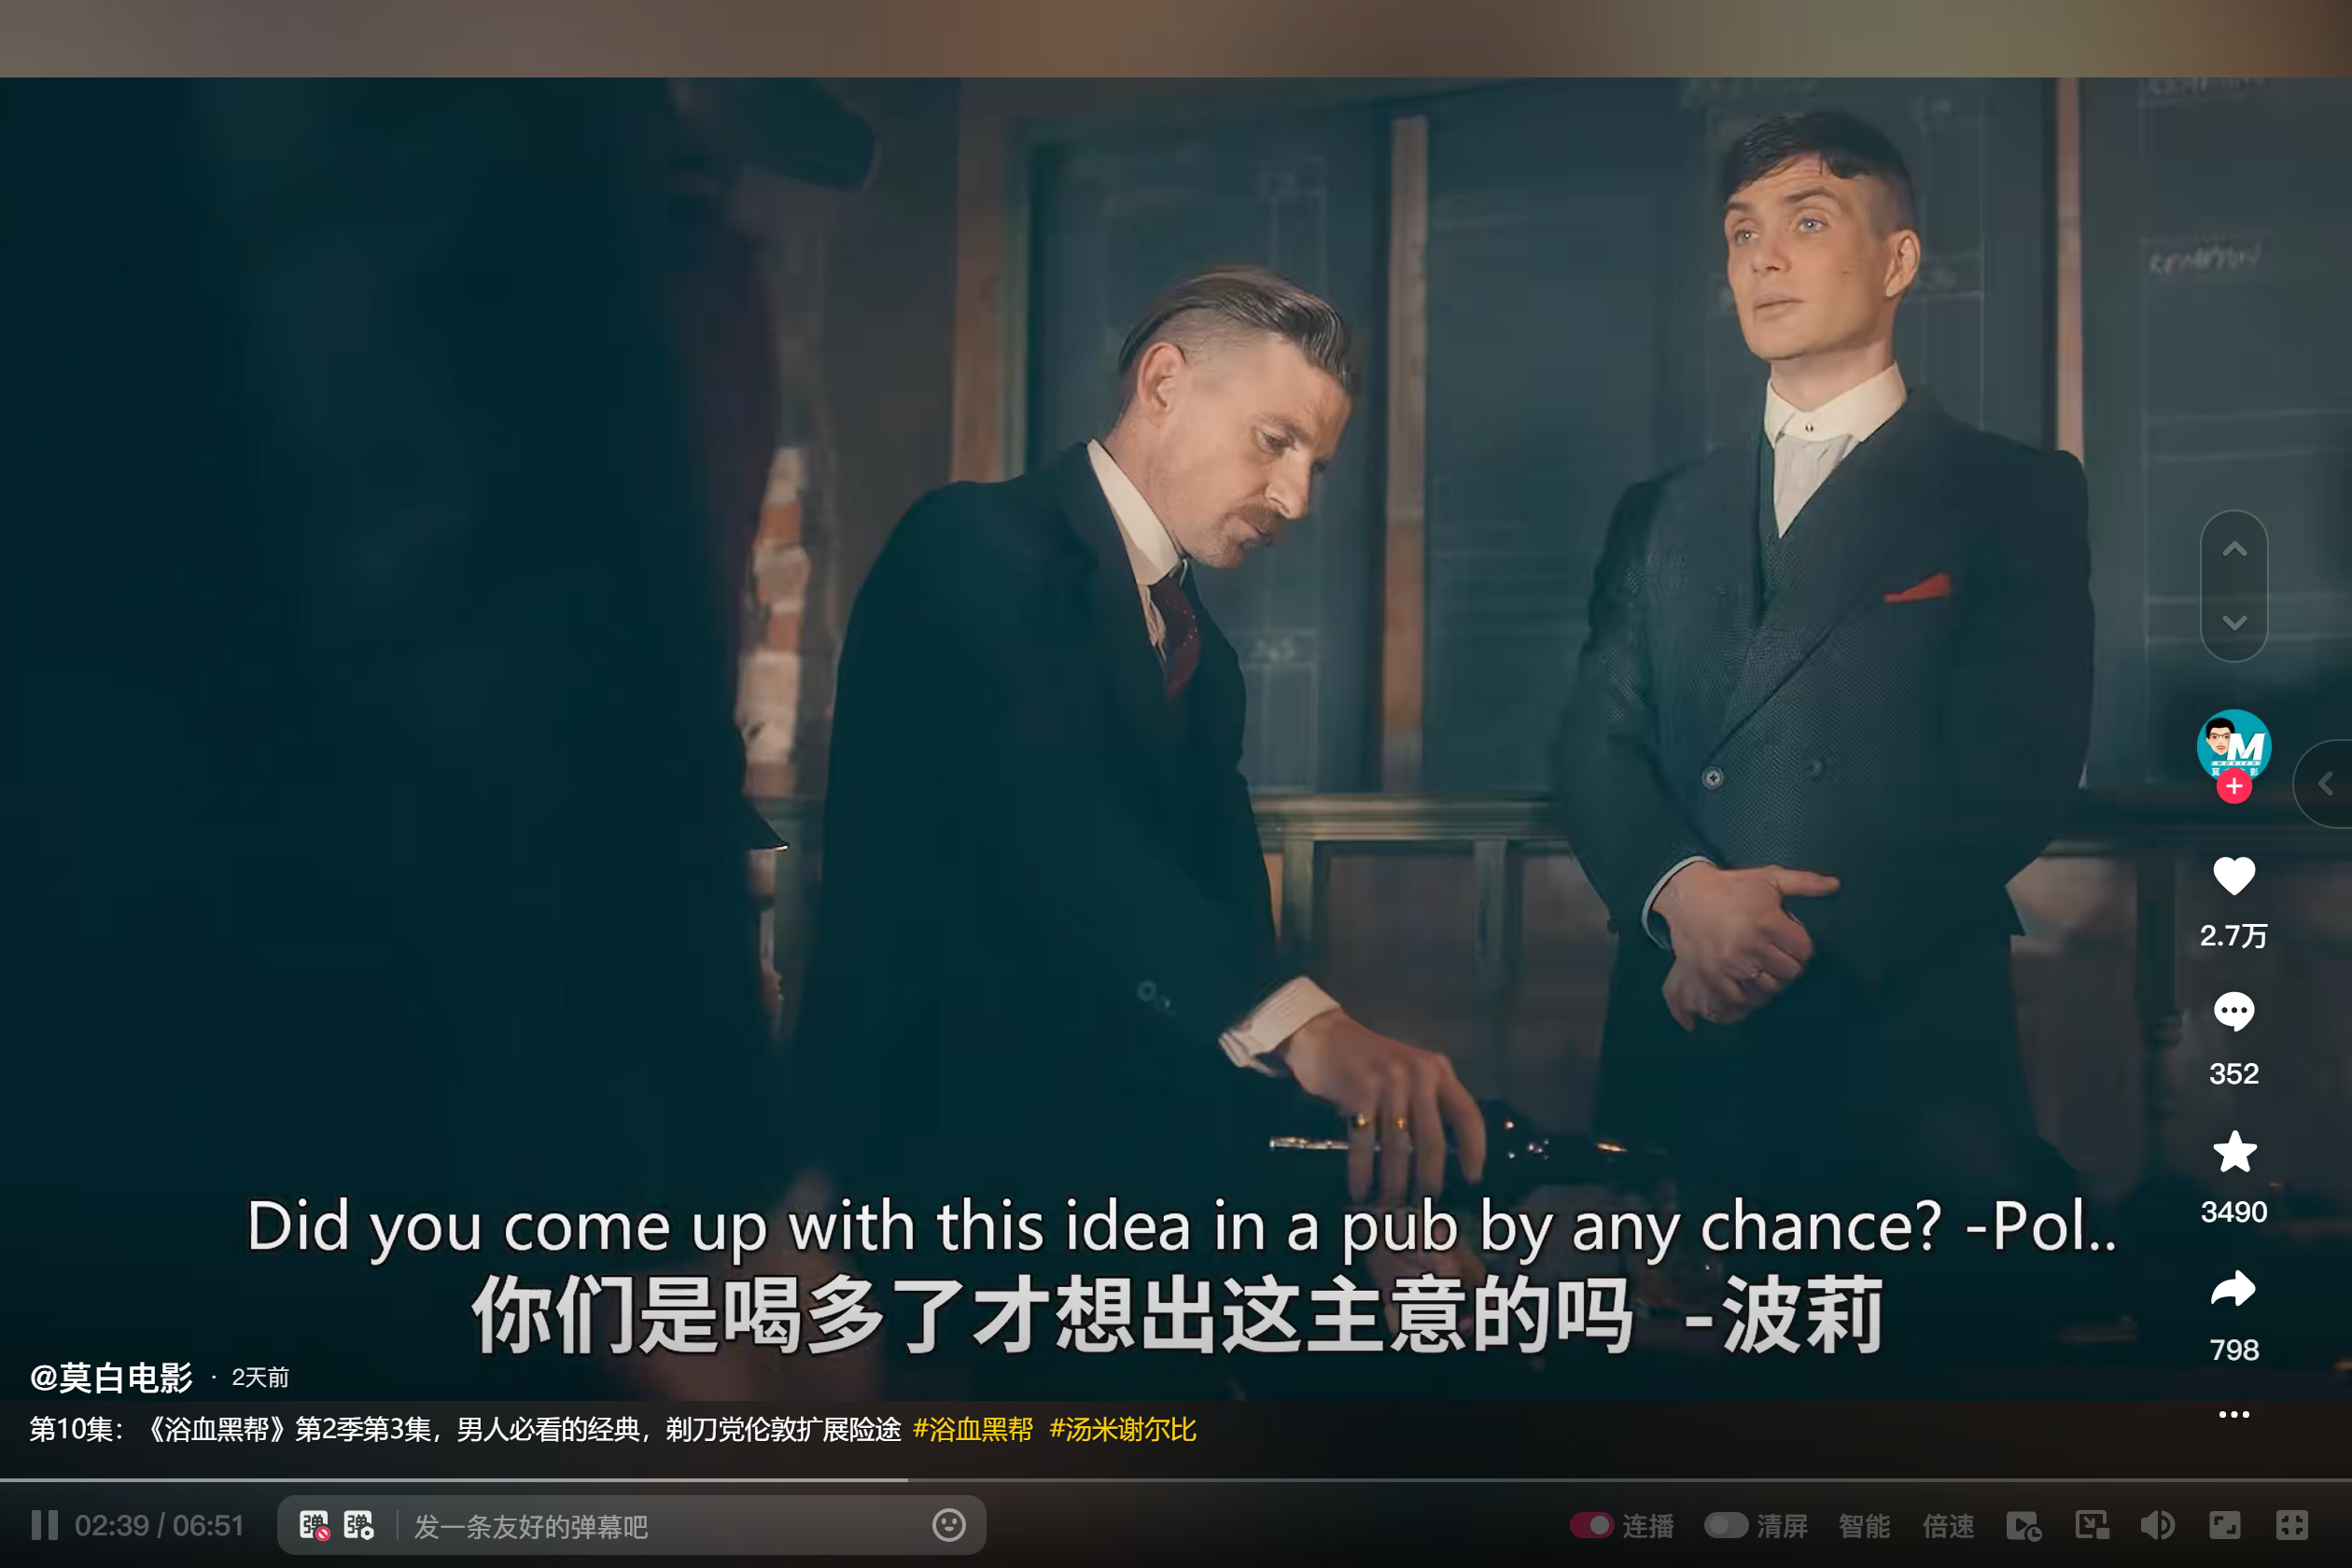 Did you come up with this idea in a pub by any chance? -Pol..
你们是喝多了才想出这主意的吗 -波莉
2.7万
352
3490
798
@莫白电影 · 2天前
第10集：《浴血黑帮》第2季第3集，男人必看的经典，剃刀党伦敦扩展险途 #浴血黑帮 #汤米谢尔比
02:39 / 06:51 弹 弹 发一条友好的弹幕吧 连播 清屏 智能 倍速